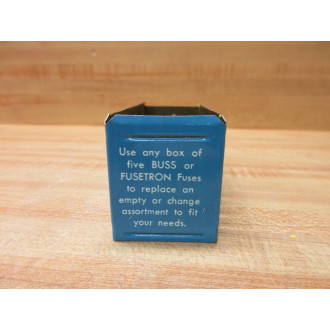 Use any box of
five BUSS or
FUSETRON Fuses
to replace an
empty or change
assortment to fit
your needs.